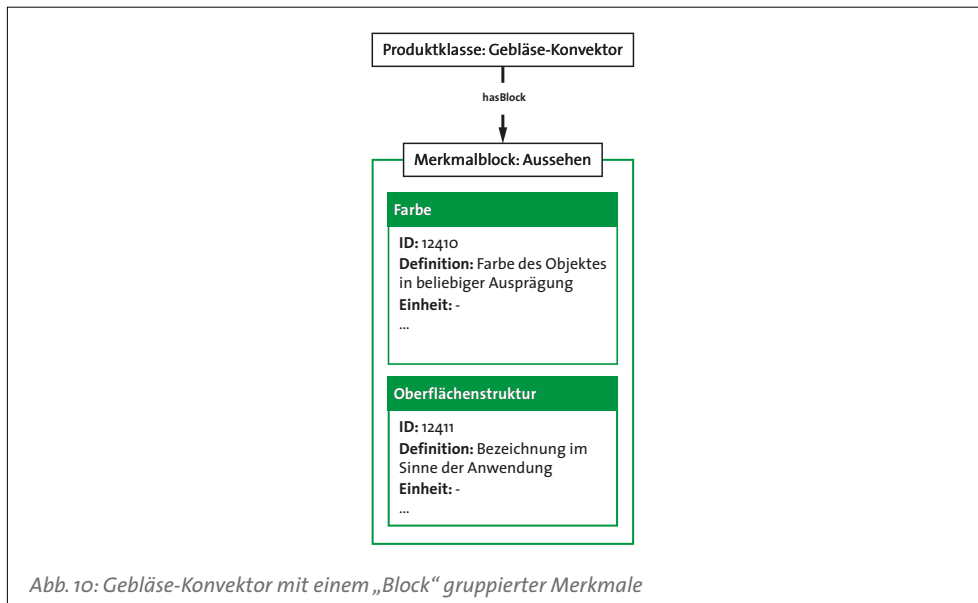 Produktklasse: Gebläse-Konvektor
hasBlock
Merkmalblock: Aussehen
Farbe
ID: 12410
Definition: Farbe des Objektes
in beliebiger Ausprägung
Einheit: -
...
Oberflächenstruktur
ID: 12411
Definition: Bezeichnung im
Sinne der Anwendung
Einheit: -
...
Abb. 10: Gebläse-Konvektor mit einem „Block“ gruppierter Merkmale